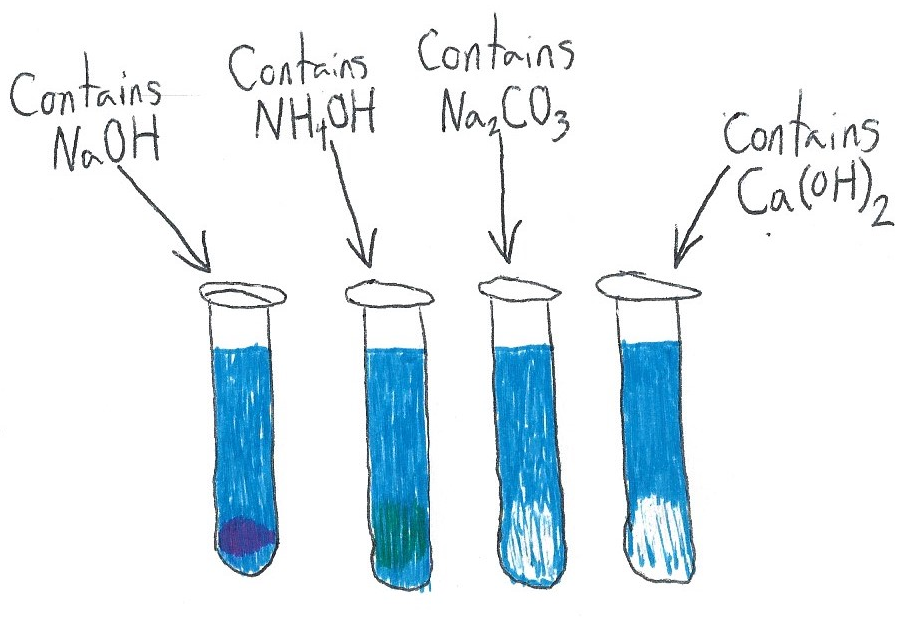 Contains
NaOH
Contains
NH₄OH
Contains
Na₂CO₃
Contains
Ca(OH)₂